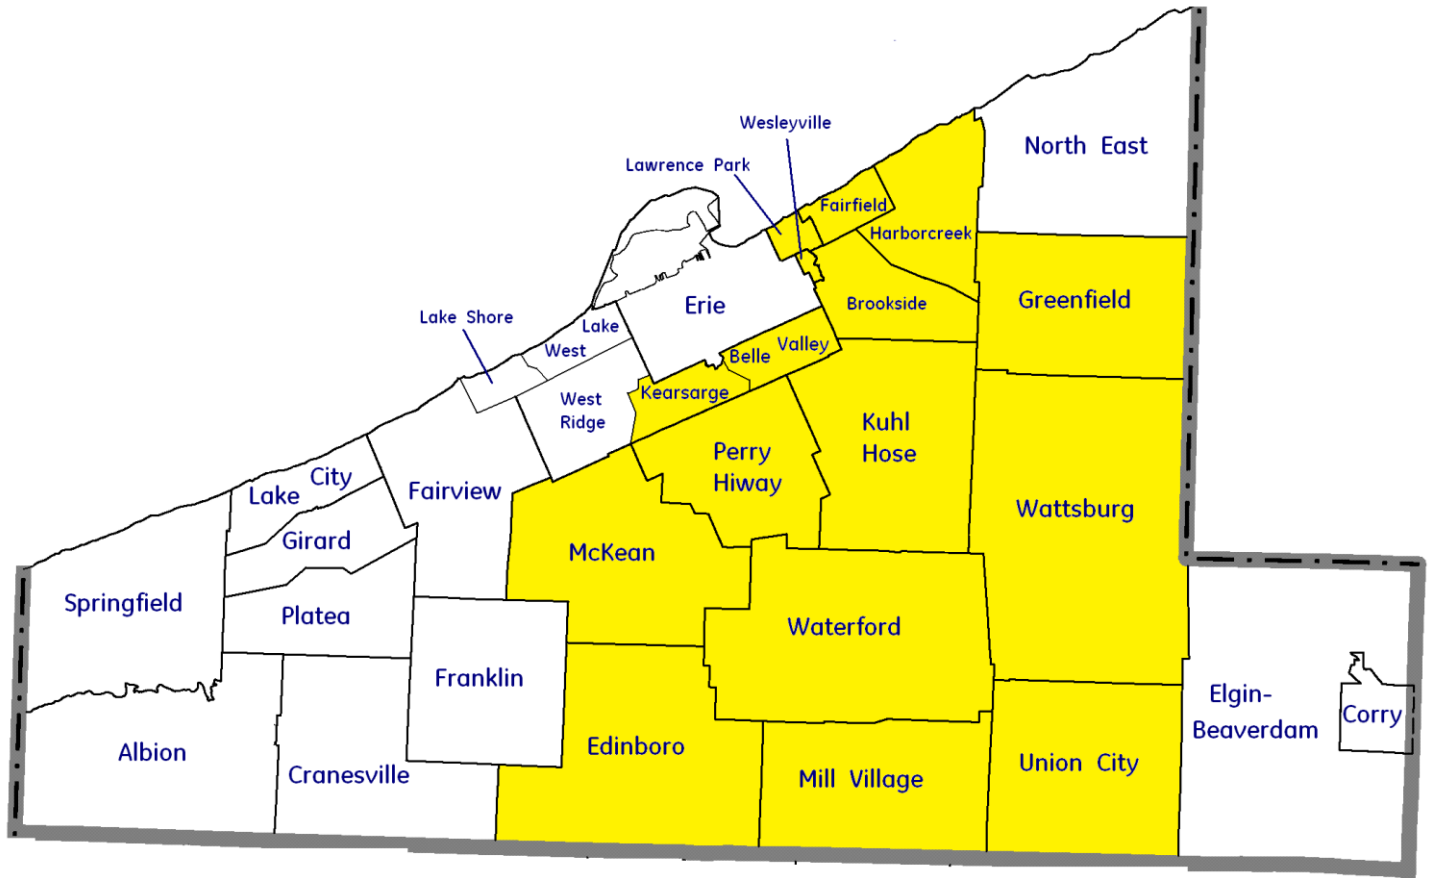 North East
Wesleyville
Lawrence Park
Fairfield
Harborcreek
Greenfield
Brookside
Erie
Lake Shore
West Lake
Belle Valley
Kearsarge
West
Ridge
Kuhl
Hose
Perry
Hiway
Lake City
Fairview
Wattsburg
Girard
McKean
Springfield
Platea
Waterford
Franklin
Elgin-
Beaverdam
Corry
Albion
Cranesville
Edinboro
Mill Village
Union City